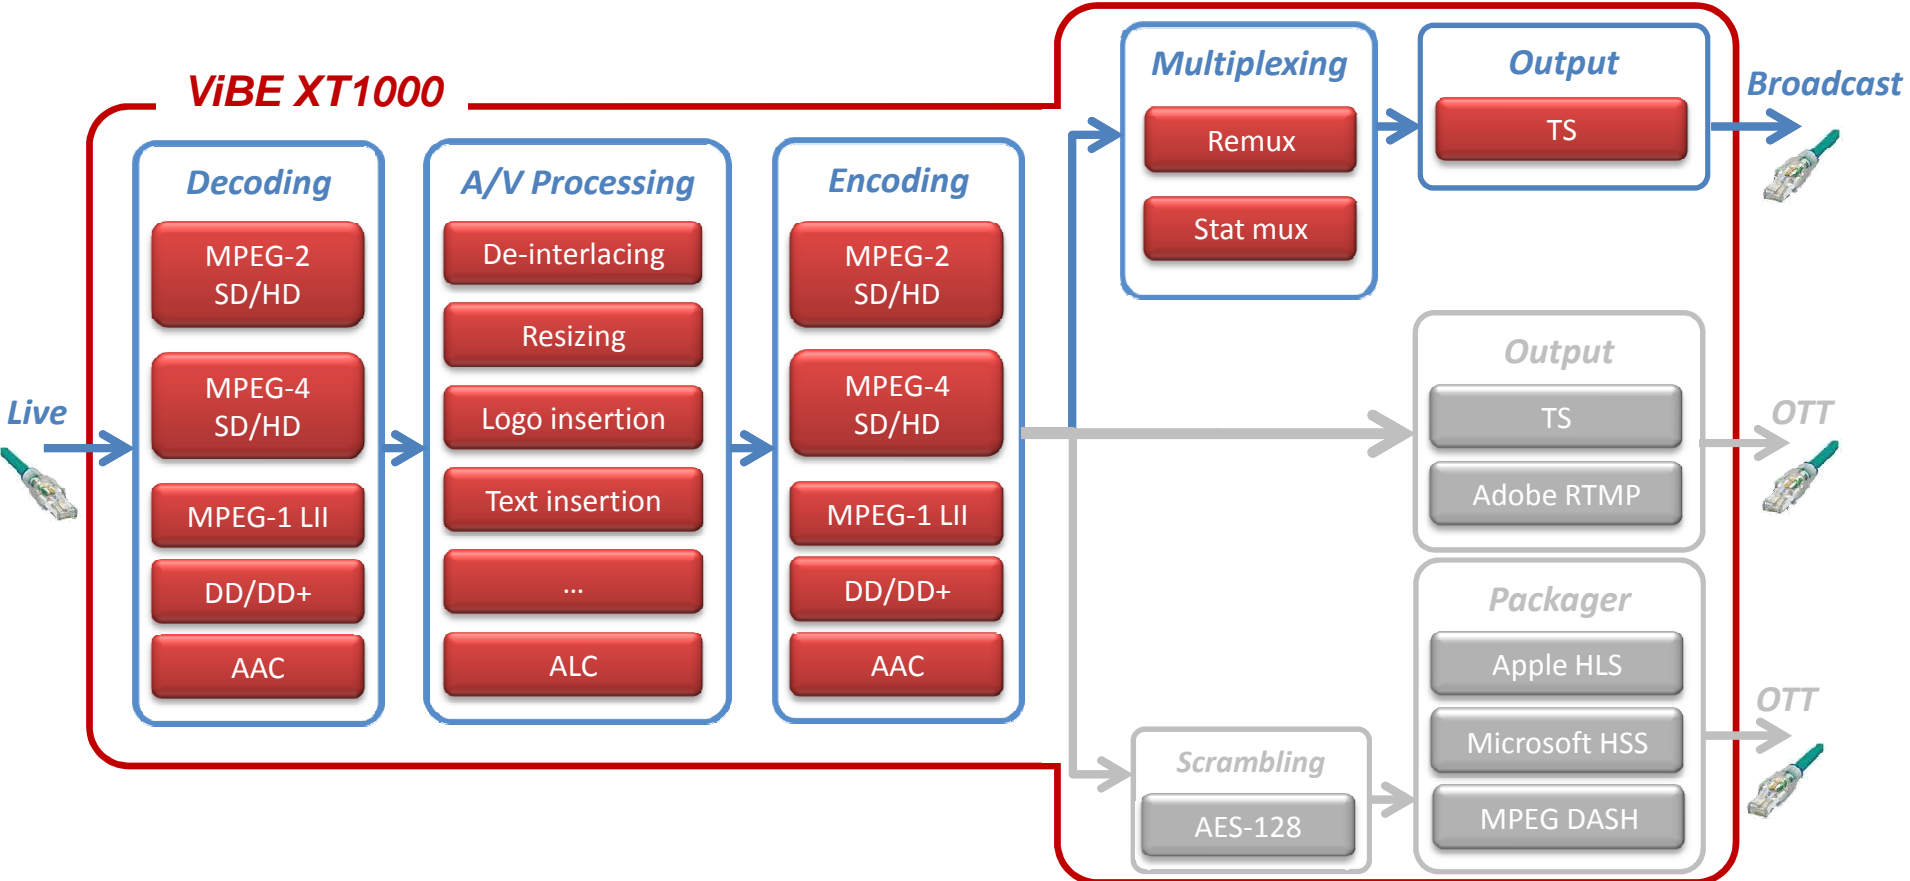 ViBE XT1000
Live
Decoding
MPEG-2
SD/HD
MPEG-4
SD/HD
MPEG-1 LII
DD/DD+
AAC
A/V Processing
De-interlacing
Resizing
Logo insertion
Text insertion
...
ALC
Encoding
MPEG-2
SD/HD
MPEG-4
SD/HD
MPEG-1 LII
DD/DD+
AAC
Multiplexing
Remux
Stat mux
Output
TS
Broadcast
Output
TS
Adobe RTMP
OTT
Scrambling
AES-128
Packager
Apple HLS
Microsoft HSS
MPEG DASH
OTT